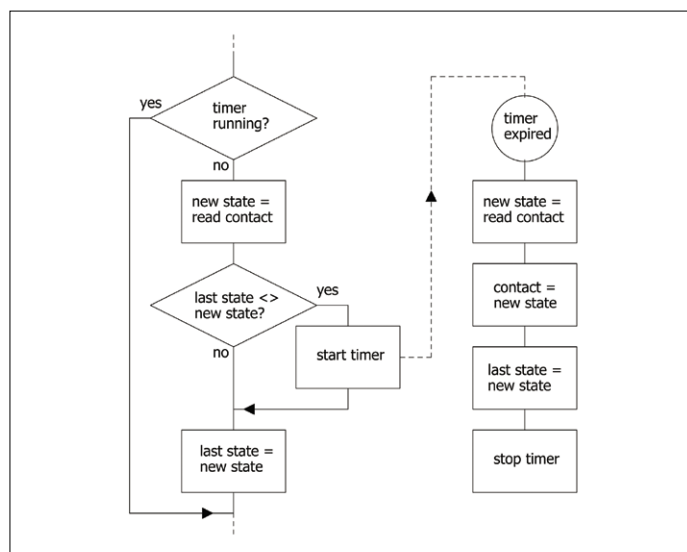 yes
timer
running?
no
new state =
read contact
last state <>
new state?
yes
no
start timer
last state =
new state
timer
expired
new state =
read contact
contact =
new state
last state =
new state
stop timer